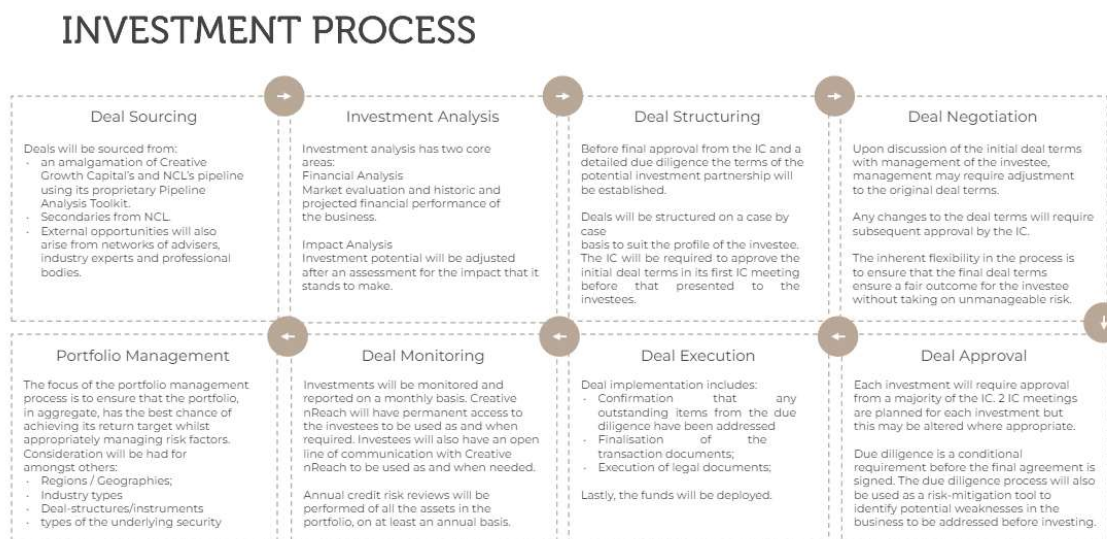 INVESTMENT PROCESS
Deal Sourcing
Deals will be sourced from:
· an amalgamation of Creative
Growth Capital's and NCL's pipeline
using its proprietary Pipeline
Analysis Toolkit.
· Secondaries from NCL.
· External opportunities will also
arise from networks of advisers,
industry experts and professional
bodies.
Investment Analysis
Investment analysis has two core
areas:
Financial Analysis
Market evaluation and historic and
projected financial performance of
the business.
Impact Analysis
Investment potential will be adjusted
after an assessment for the impact that it
stands to make.
Deal Structuring
Before final approval from the IC and a
detailed due diligence the terms of the
potential investment partnership will
be established.
Deals will be structured on a case by
case
basis to suit the profile of the investee.
The IC will be required to approve the
initial deal terms in its first IC meeting
before that presented to the
investees.
Deal Negotiation
Upon discussion of the initial deal terms
with management of the investee,
management may require adjustment
to the original deal terms.
Any changes to the deal terms will require
subsequent approval by the IC.
The inherent flexibility in the process is
to ensure that the final deal terms
ensure a fair outcome for the investee
without taking on unmanageable risk.
Portfolio Management
The focus of the portfolio management
process is to ensure that the portfolio,
in aggregate, has the best chance of
achieving its return target whilst
appropriately managing risk factors.
Consideration will be had for
amongst others:
· Regions / Geographies;
· Industry types
· Deal-structures/instruments
· types of the underlying security
Deal Monitoring
Investments will be monitored and
reported on a monthly basis. Creative
nReach will have permanent access to
the investees to be used as and when
required. Investees will also have an open
line of communication with Creative
nReach to be used as and when needed.
Annual credit risk reviews will be
performed of all the assets in the
portfolio, on at least an annual basis.
Deal Execution
Deal implementation includes:
· Confirmation that any
outstanding items from the due
diligence have been addressed
· Finalisation of the
transaction documents;
· Execution of legal documents;
Lastly, the funds will be deployed.
Deal Approval
Each investment will require approval
from a majority of the IC. 2 IC meetings
are planned for each investment but
this may be altered where appropriate.
Due diligence is a conditional
requirement before the final agreement is
signed. The due diligence process will also
be used as a risk-mitigation tool to
identify potential weaknesses in the
business to be addressed before investing.